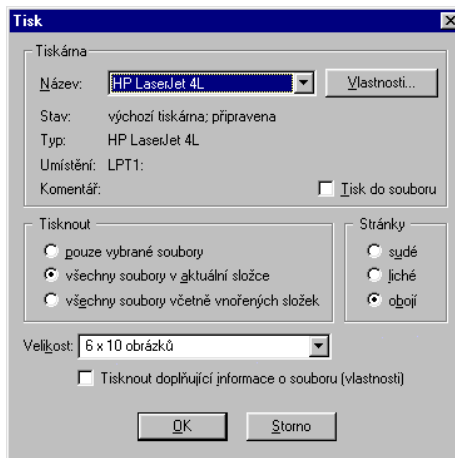 Tisk
Tiskárna
Název: HP LaserJet 4L Vlastnosti...
Stav: výchozí tiskárna; připravena
Typ: HP LaserJet 4L
Umístění: LPT1:
Komentář: Tisk do souboru
Tisknout
pouze vybrané soubory
všechny soubory v aktuální složce
všechny soubory včetně vnořených složek
Stránky
sudé
liché
obojí
Velikost: 6 x 10 obrázků
Tisknout doplňující informace o souboru (vlastnosti)
OK Storno